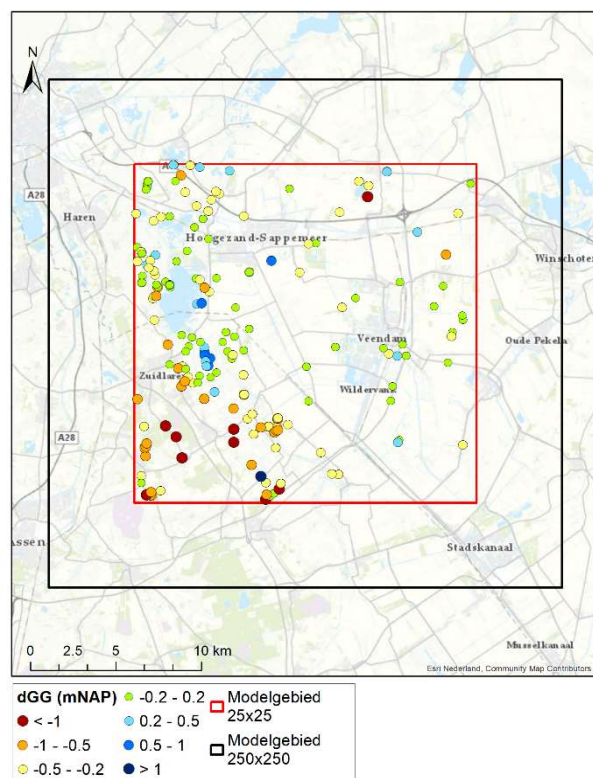 N
A28
Haren
Hoogezand-Sappemeer
Winschoten
Veendam
Oude Pekela
Zuidlaren
Wildervank
A28
Assen
Stadskanaal
Musselkanaal
0 2.5 5 10 km
Esri Nederland, Community Map Contributors
dGG (mNAP)
< -1
-1 - -0.5
-0.5 - -0.2
-0.2 - 0.2
0.2 - 0.5
0.5 - 1
> 1
Modelgebied
25x25
Modelgebied
250x250